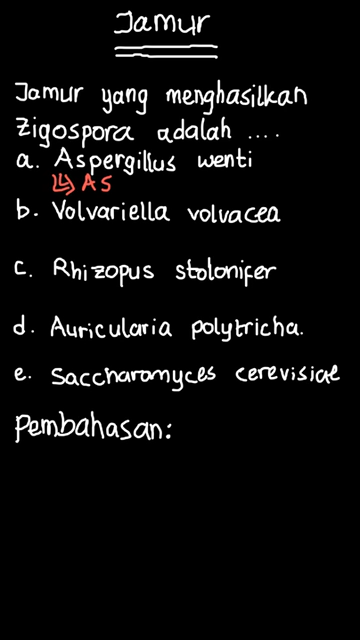 Jamur
Jamur yang menghasilkan
zigospora adalah ....
a. Aspergillus wenti
↳ AS
b. Volvariella volvacea
c. Rhizopus stolonifer
d. Auricularia polytricha.
e. Saccharomyces cerevisiae
Pembahasan: